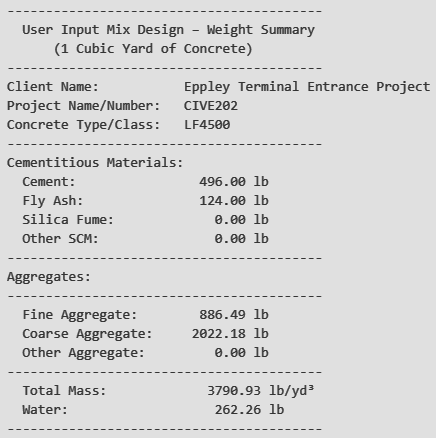 -----------------------------------------
User Input Mix Design – Weight Summary
(1 Cubic Yard of Concrete)
-----------------------------------------
Client Name: Eppley Terminal Entrance Project
Project Name/Number: CIVE202
Concrete Type/Class: LF4500
-----------------------------------------
Cementitious Materials:
Cement: 496.00 lb
Fly Ash: 124.00 lb
Silica Fume: 0.00 lb
Other SCM: 0.00 lb
-----------------------------------------
Aggregates:
-----------------------------------------
Fine Aggregate: 886.49 lb
Coarse Aggregate: 2022.18 lb
Other Aggregate: 0.00 lb
-----------------------------------------
Total Mass: 3790.93 lb/yd³
Water: 262.26 lb
-----------------------------------------